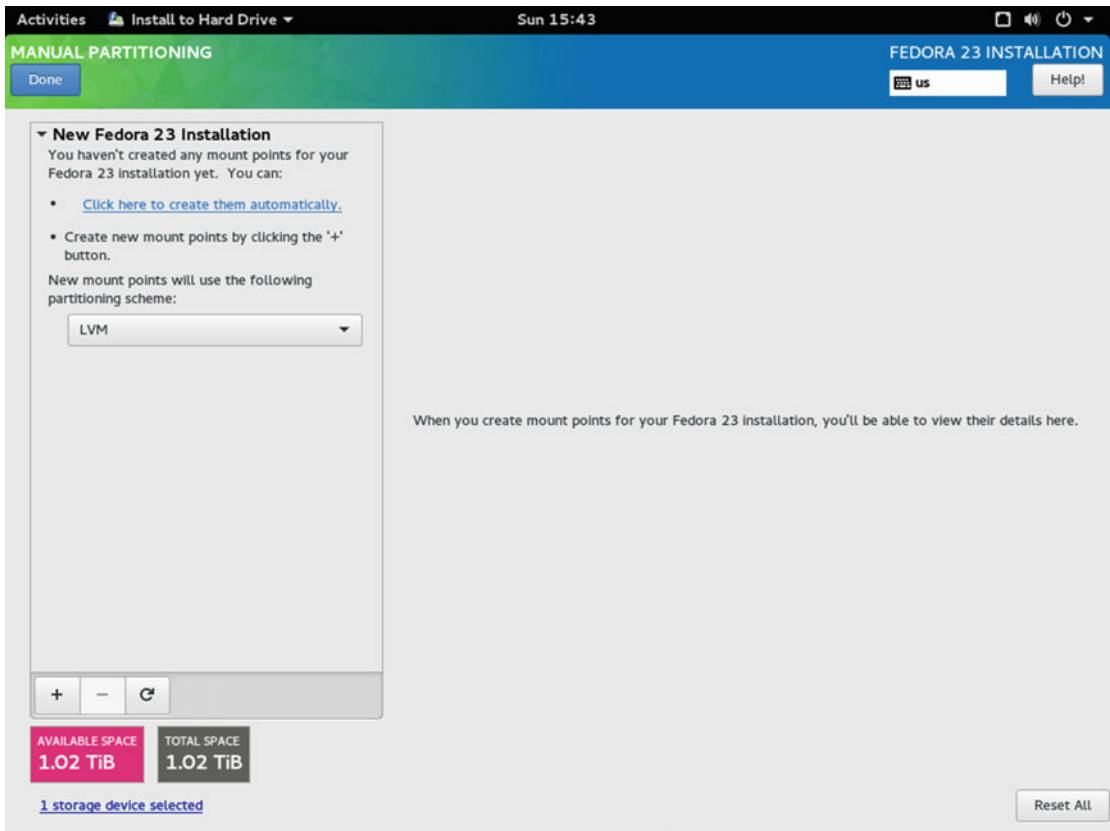 Activities Install to Hard Drive Sun 15:43
MANUAL PARTITIONING FEDORA 23 INSTALLATION
Done us Help!
New Fedora 23 Installation
You haven't created any mount points for your
Fedora 23 installation yet. You can:
• Click here to create them automatically.
• Create new mount points by clicking the '+'
button.
New mount points will use the following
partitioning scheme:
LVM
When you create mount points for your Fedora 23 installation, you'll be able to view their details here.
+ −
AVAILABLE SPACE TOTAL SPACE
1.02 TiB 1.02 TiB
1 storage device selected
Reset All